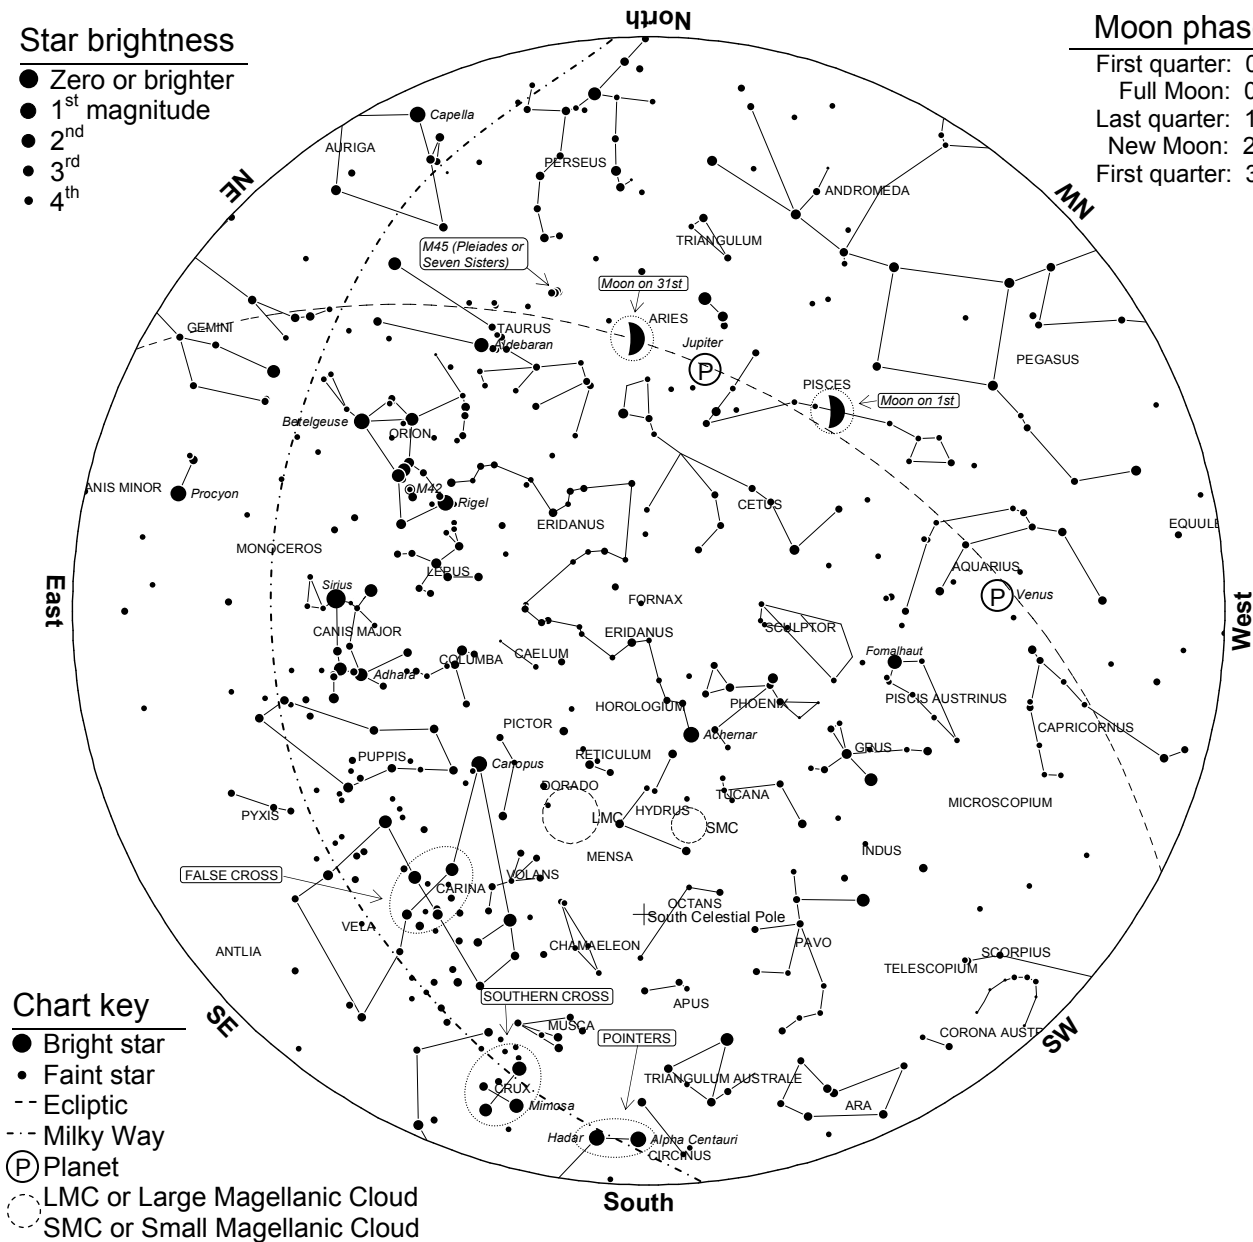 North
Star brightness
Zero or brighter
1st magnitude
2nd
3rd
4th
Moon phas
First quarter: 0
Full Moon: 0
Last quarter: 1
New Moon: 2
First quarter: 3
NE
NW
Capella
AURIGA
PERSEUS
ANDROMEDA
TRIANGULUM
M45 (Pleiades or
Seven Sisters)
Moon on 31st
ARIES
GEMINI
TAURUS
Aldebaran
Jupiter
PEGASUS
PISCES
Moon on 1st
Betelgeuse
ORION
ANIS MINOR
Procyon
M42
Rigel
CETUS
ERIDANUS
EQUULE
MONOCEROS
LEPUS
AQUARIUS
Sirius
East
FORNAX
Venus
West
CANIS MAJOR
ERIDANUS
SCULPTOR
CAELUM
COLUMBA
Fomalhaut
Adhara
PISCIS AUSTRINUS
HOROLOGIUM
PHOENIX
PICTOR
CAPRICORNUS
Achernar
PUPPIS
RETICULUM
GRUS
Canopus
DORADO
TUCANA
MICROSCOPIUM
PYXIS
LMC
HYDRUS
SMC
MENSA
INDUS
FALSE CROSS
CARINA
VOLANS
OCTANS
South Celestial Pole
VELA
CHAMAELEON
PAVO
ANTLIA
SCORPIUS
TELESCOPIUM
SOUTHERN CROSS
APUS
SE
MUSCA
POINTERS
CORONA AUSTF
SW
CRUX
TRIANGULUM AUSTRALE
Mimosa
ARA
Hadar
Alpha Centauri
CIRCINUS
South
Chart key
Bright star
Faint star
Ecliptic
Milky Way
P Planet
LMC or Large Magellanic Cloud
SMC or Small Magellanic Cloud
P
P